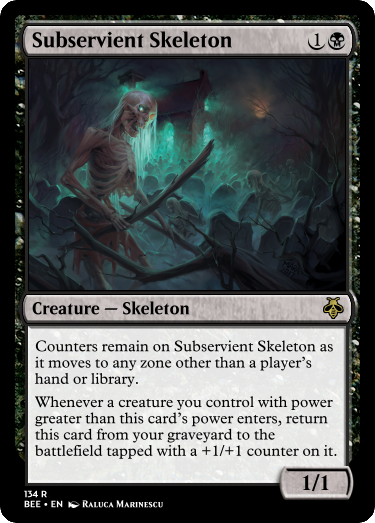 Subservient Skeleton 1
Creature — Skeleton
Counters remain on Subservient Skeleton as
it moves to any zone other than a player's
hand or library.
Whenever a creature you control with power
greater than this card's power enters, return
this card from your graveyard to the
battlefield tapped with a +1/+1 counter on it.
1/1
134 R
BEE • EN Raluca Marinescu